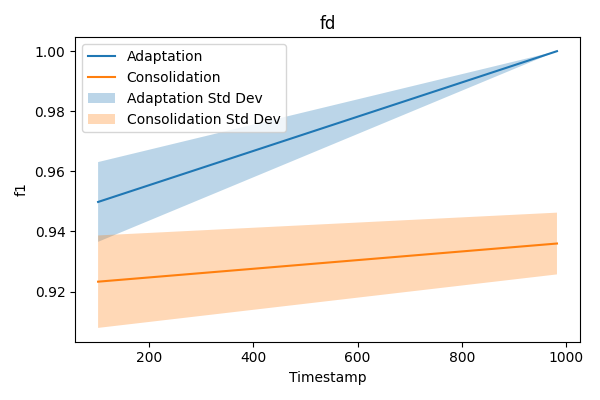 fd
Adaptation
Consolidation
Adaptation Std Dev
Consolidation Std Dev
1.00
0.98
0.96
0.94
0.92
f1
200
400
600
800
1000
Timestamp